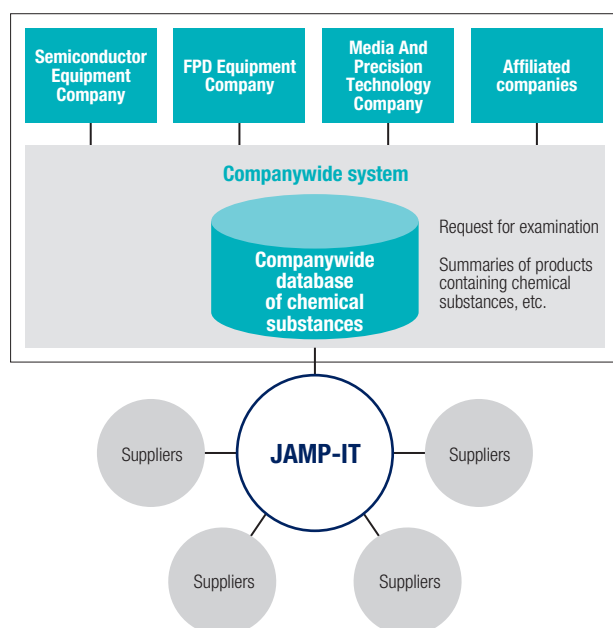 Semiconductor
Equipment
Company
FPD Equipment
Company
Media And
Precision
Technology
Company
Affiliated
companies
Companywide system
Companywide
database
of chemical
substances
Request for examination
Summaries of products
containing chemical
substances, etc.
JAMP-IT
Suppliers
Suppliers
Suppliers
Suppliers